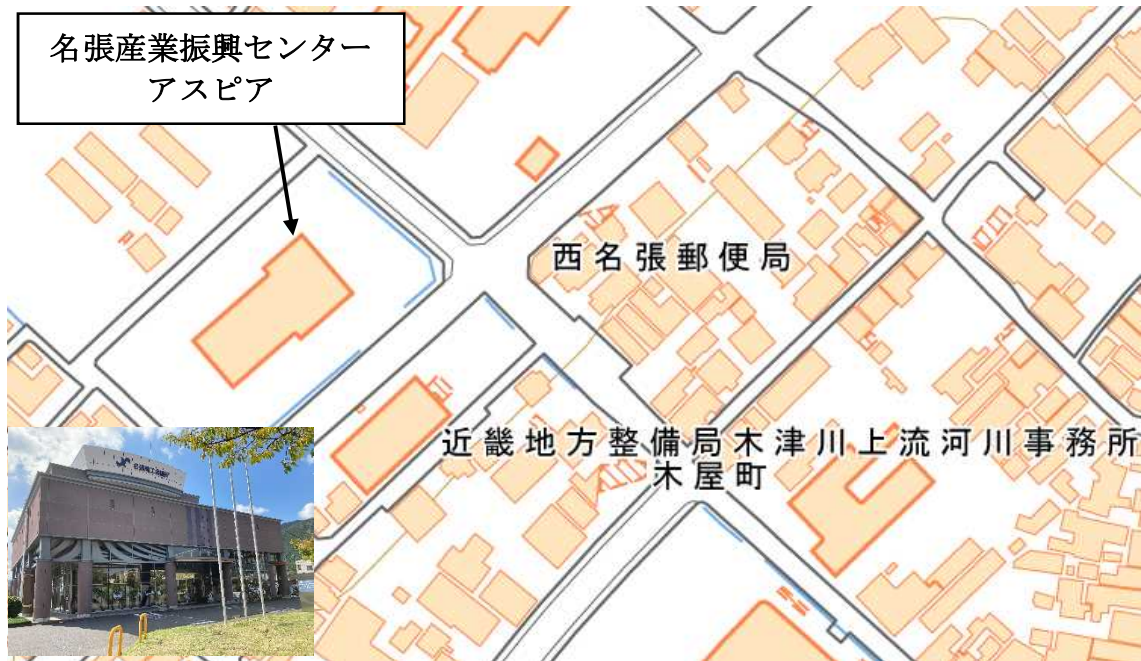 名張産業振興センター
アスピア
西名張郵便局
近畿地方整備局木津川上流河川事務所
木屋町